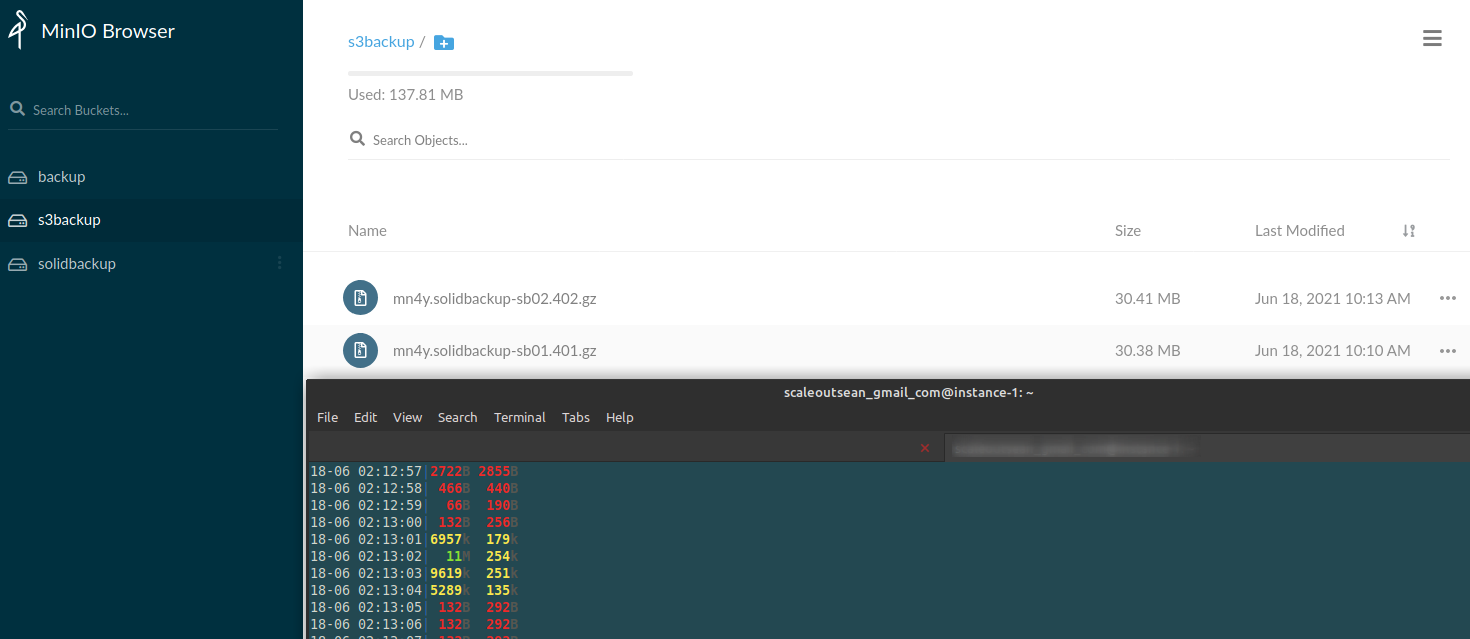 MinIO Browser
Search Buckets...
backup
s3backup
solidbackup
s3backup /
Used: 137.81 MB
Search Objects...
Name Size Last Modified
mn4y.solidbackup-sb02.402.gz 30.41 MB Jun 18, 2021 10:13 AM
mn4y.solidbackup-sb01.401.gz 30.38 MB Jun 18, 2021 10:10 AM
scaleoutsean_gmail_com@instance-1: ~
File Edit View Search Terminal Tabs Help
18-06 02:12:57|2722B 2855B
18-06 02:12:58| 466B 440B
18-06 02:12:59| 66B 190B
18-06 02:13:00| 132B 256B
18-06 02:13:01|6957k 179k
18-06 02:13:02| 11M 254k
18-06 02:13:03|9619k 251k
18-06 02:13:04|5289k 135k
18-06 02:13:05| 132B 292B
18-06 02:13:06| 132B 292B